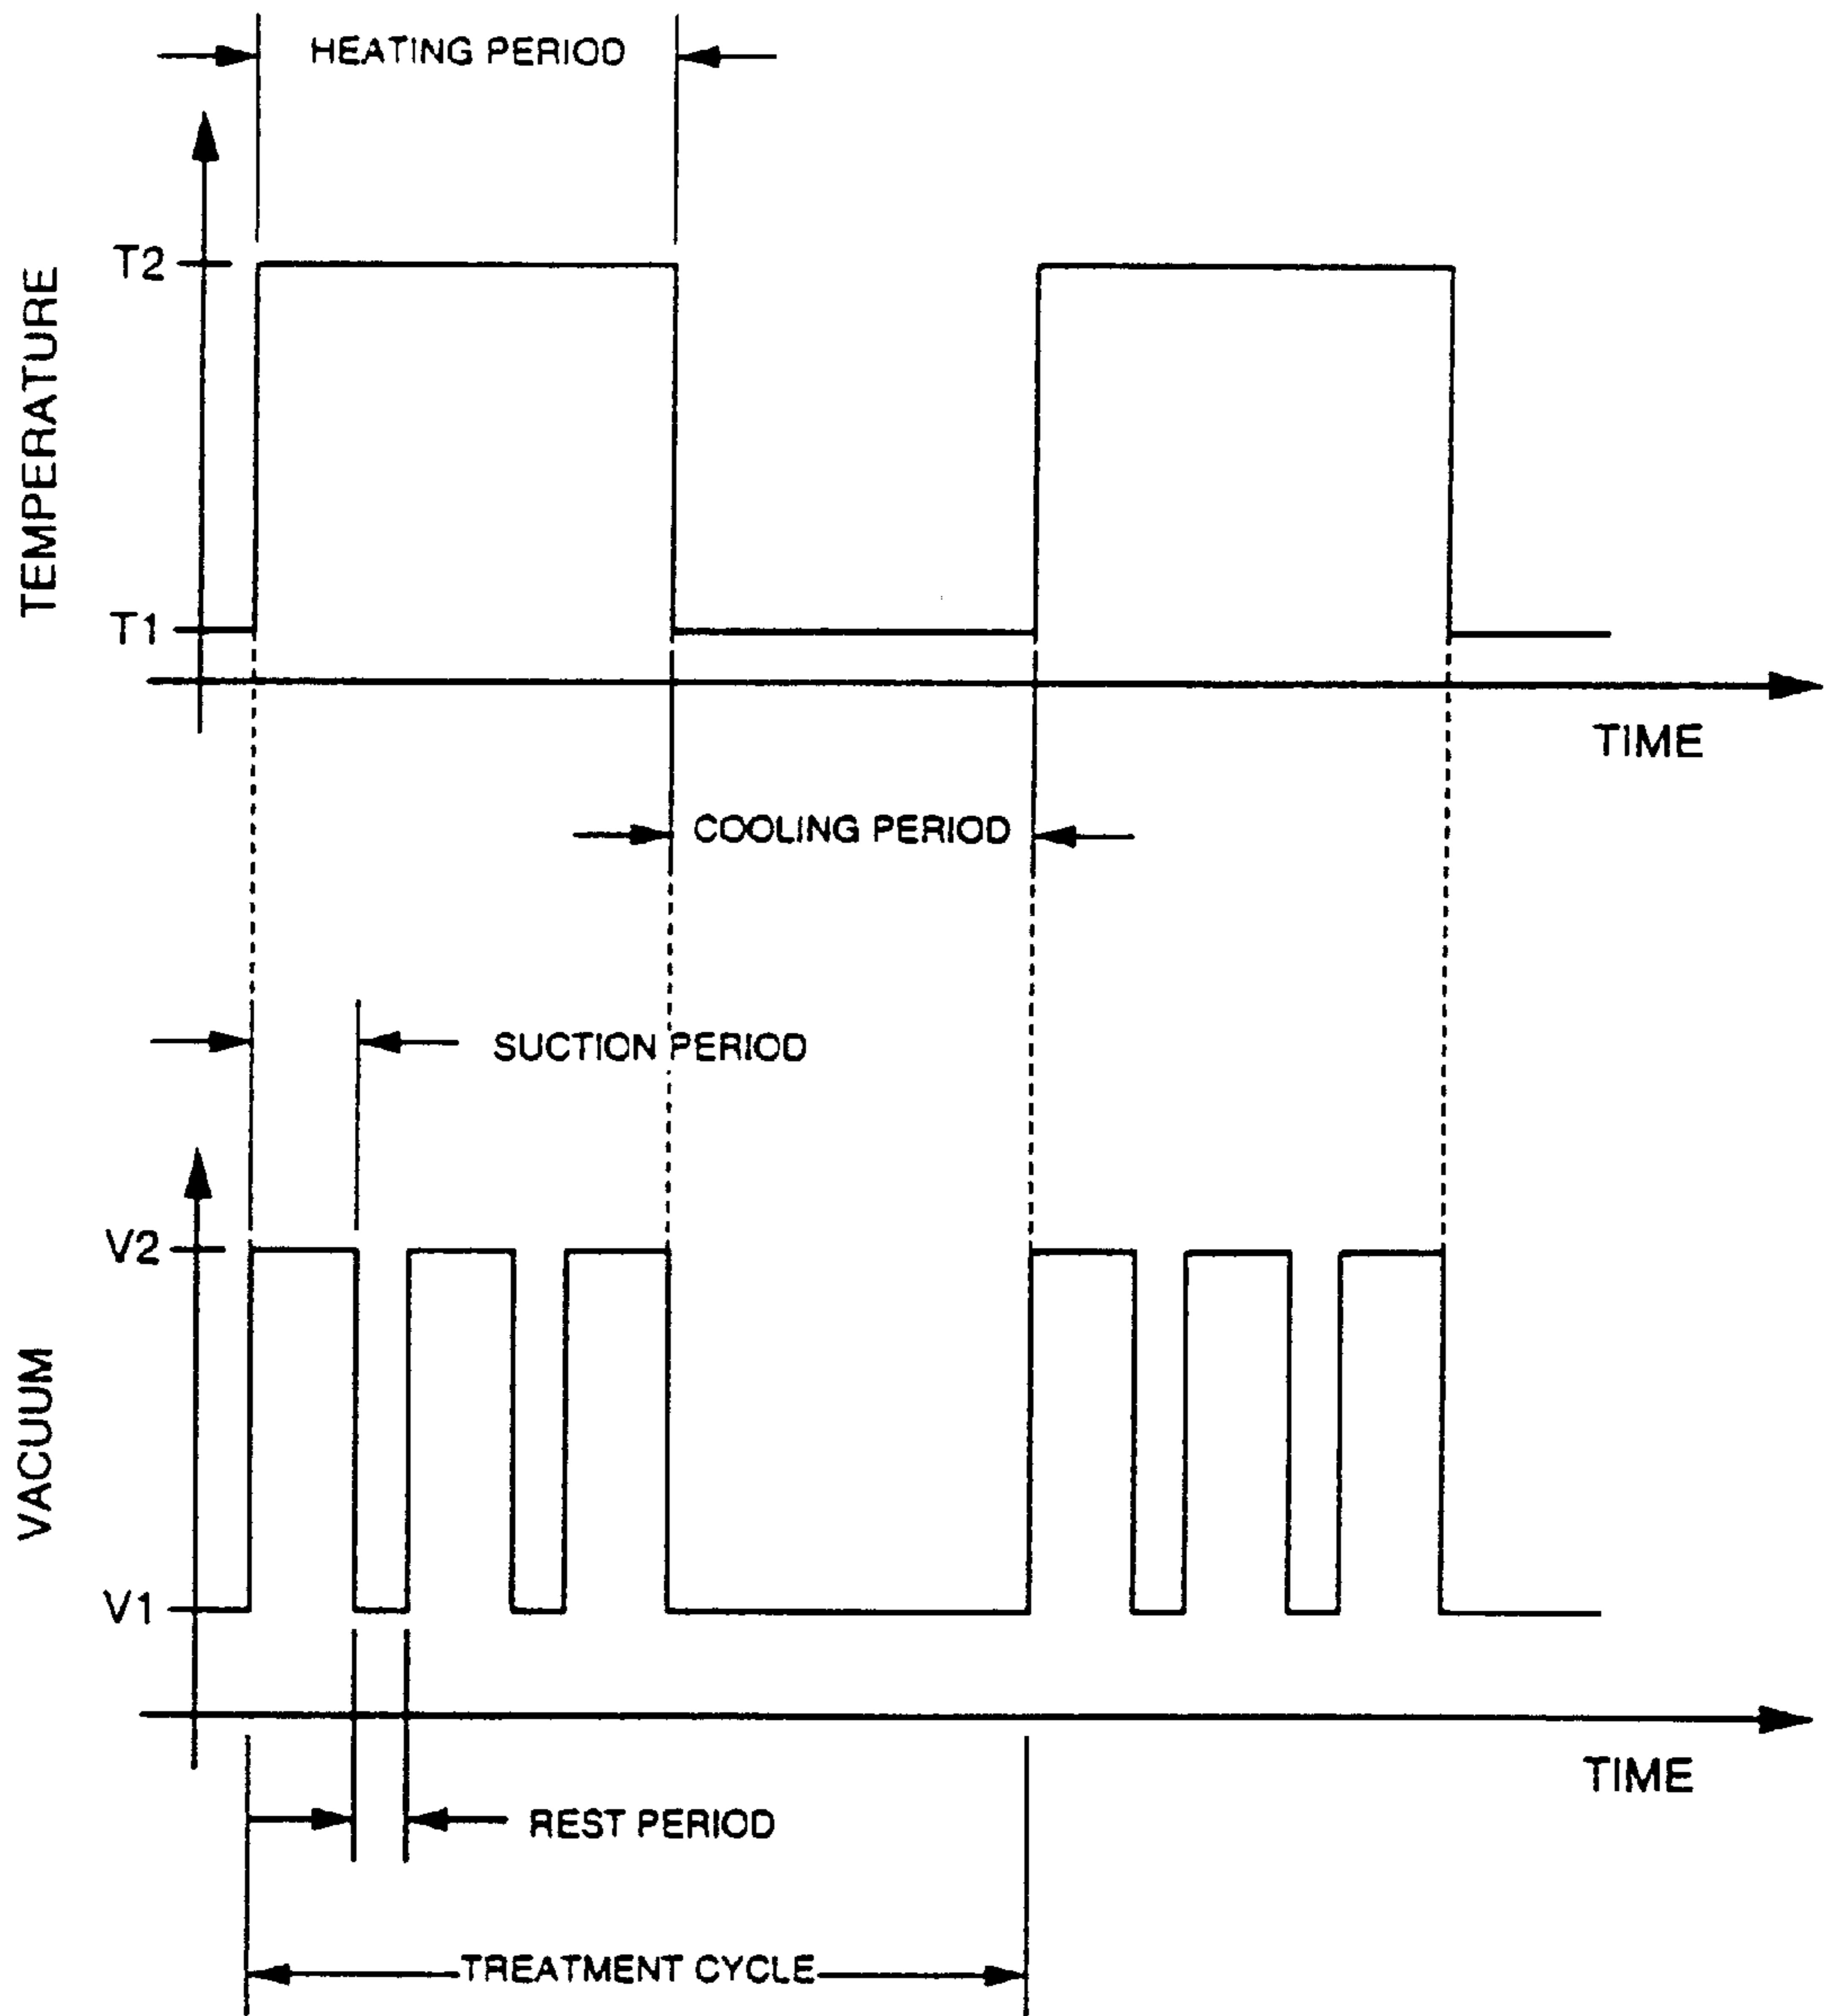 HEATING PERIOD
T2
TEMPERATURE
T1
TIME
COOLING PERIOD
SUCTION PERIOD
V2
VACUUM
V1
TIME
REST PERIOD
TREATMENT CYCLE